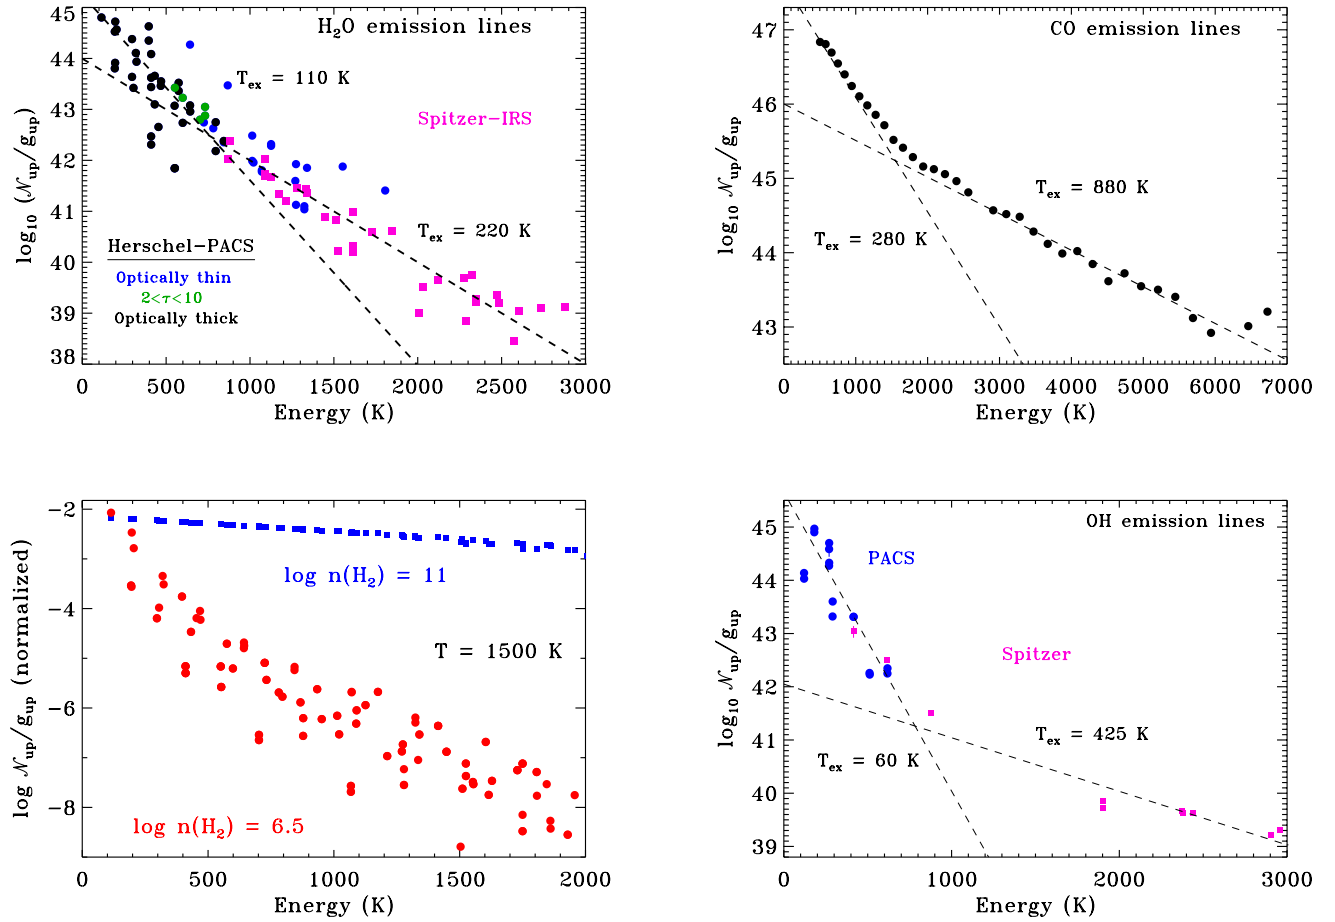 H₂O emission lines
T_ex = 110 K
Spitzer−IRS
T_ex = 220 K
Herschel−PACS
Optically thin
2<τ<10
Optically thick
log₁₀ (𝒩_up/g_up)
45
44
43
42
41
40
39
38
0 500 1000 1500 2000 2500 3000
Energy (K)
CO emission lines
T_ex = 880 K
T_ex = 280 K
log₁₀ 𝒩_up/g_up
47
46
45
44
43
0 1000 2000 3000 4000 5000 6000 7000
Energy (K)
log n(H₂) = 11
T = 1500 K
log n(H₂) = 6.5
log 𝒩_up/g_up (normalized)
−2
−4
−6
−8
0 500 1000 1500 2000
Energy (K)
OH emission lines
PACS
Spitzer
T_ex = 425 K
T_ex = 60 K
log₁₀ 𝒩_up/g_up
45
44
43
42
41
40
39
0 1000 2000 3000
Energy (K)